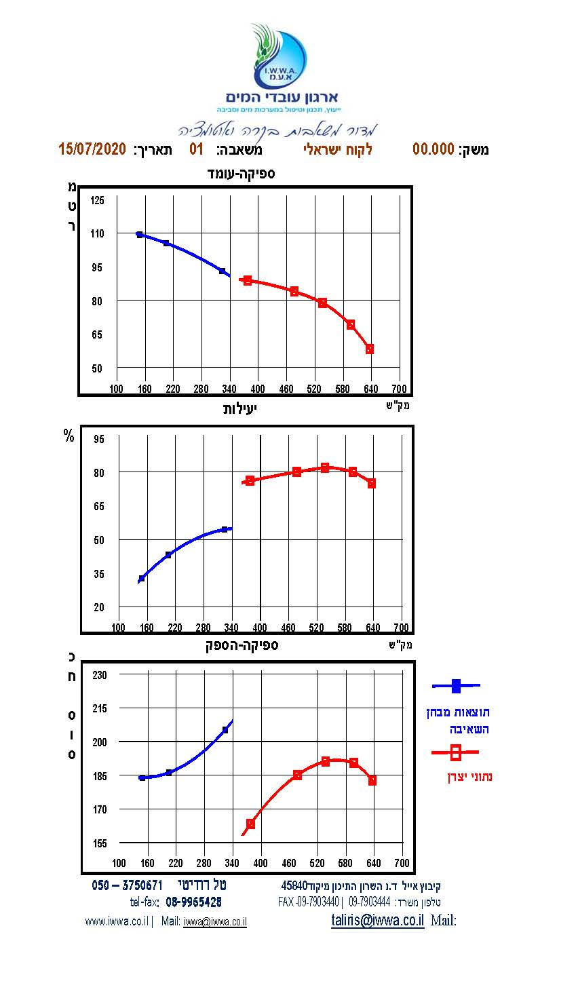 I.W.W.A.
א.ע.מ
ארגון עובדי המים
ייעוץ, תכנון וטיפול במערכות מים וסביבה
מדור משאבות בקרה ואוטומציה
משק: 00.000 לקוח ישראלי משאבה: 01 תאריך: 15/07/2020
ספיקה-עומד
מטר
125
110
95
80
65
50
100 160 220 280 340 400 460 520 580 640 700
מק"ש
יעילות
%
95
80
65
50
35
20
100 160 220 280 340 400 460 520 580 640 700
מק"ש
ספיקה-הספק
כח סוס
230
215
200
185
170
155
100 160 220 280 340 400 460 520 580 640 700
תוצאות מבחן
השאיבה
נתוני יצרן
קיבוץ אייל ד.נ השרון התיכון מיקוד 45840
טלפון משרד: 09-7903444 | FAX -09-7903440
Mail: taliris@iwwa.co.il
טל רודיטי 050 – 3750671
tel-fax: 08-9965428
www.iwwa.co.il | Mail: iwwa@iwwa.co.il